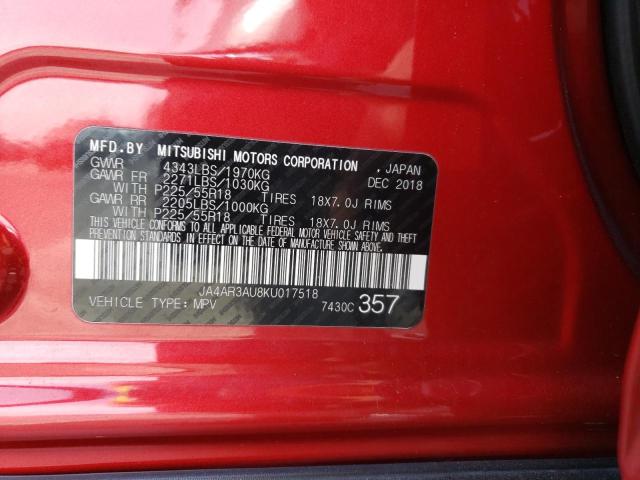 MFD.BY MITSUBISHI MOTORS CORPORATION , JAPAN
GVWR 4343LBS/1970KG DEC 2018
GAWR FR 2271LBS/1030KG
WITH P225/55R18 TIRES 18X7.0J RIMS
GAWR RR 2205LBS/1000KG
WITH P225/55R18 TIRES 18X7.0J RIMS
THIS VEHICLE CONFORMS TO ALL APPLICABLE FEDERAL MOTOR VEHICLE SAFETY AND THEFT
PREVENTION STANDARDS IN EFFECT ON THE DATE OF MANUFACTURE SHOWN ABOVE.
JA4AR3AU8KU017518
VEHICLE TYPE: MPV 7430C 357